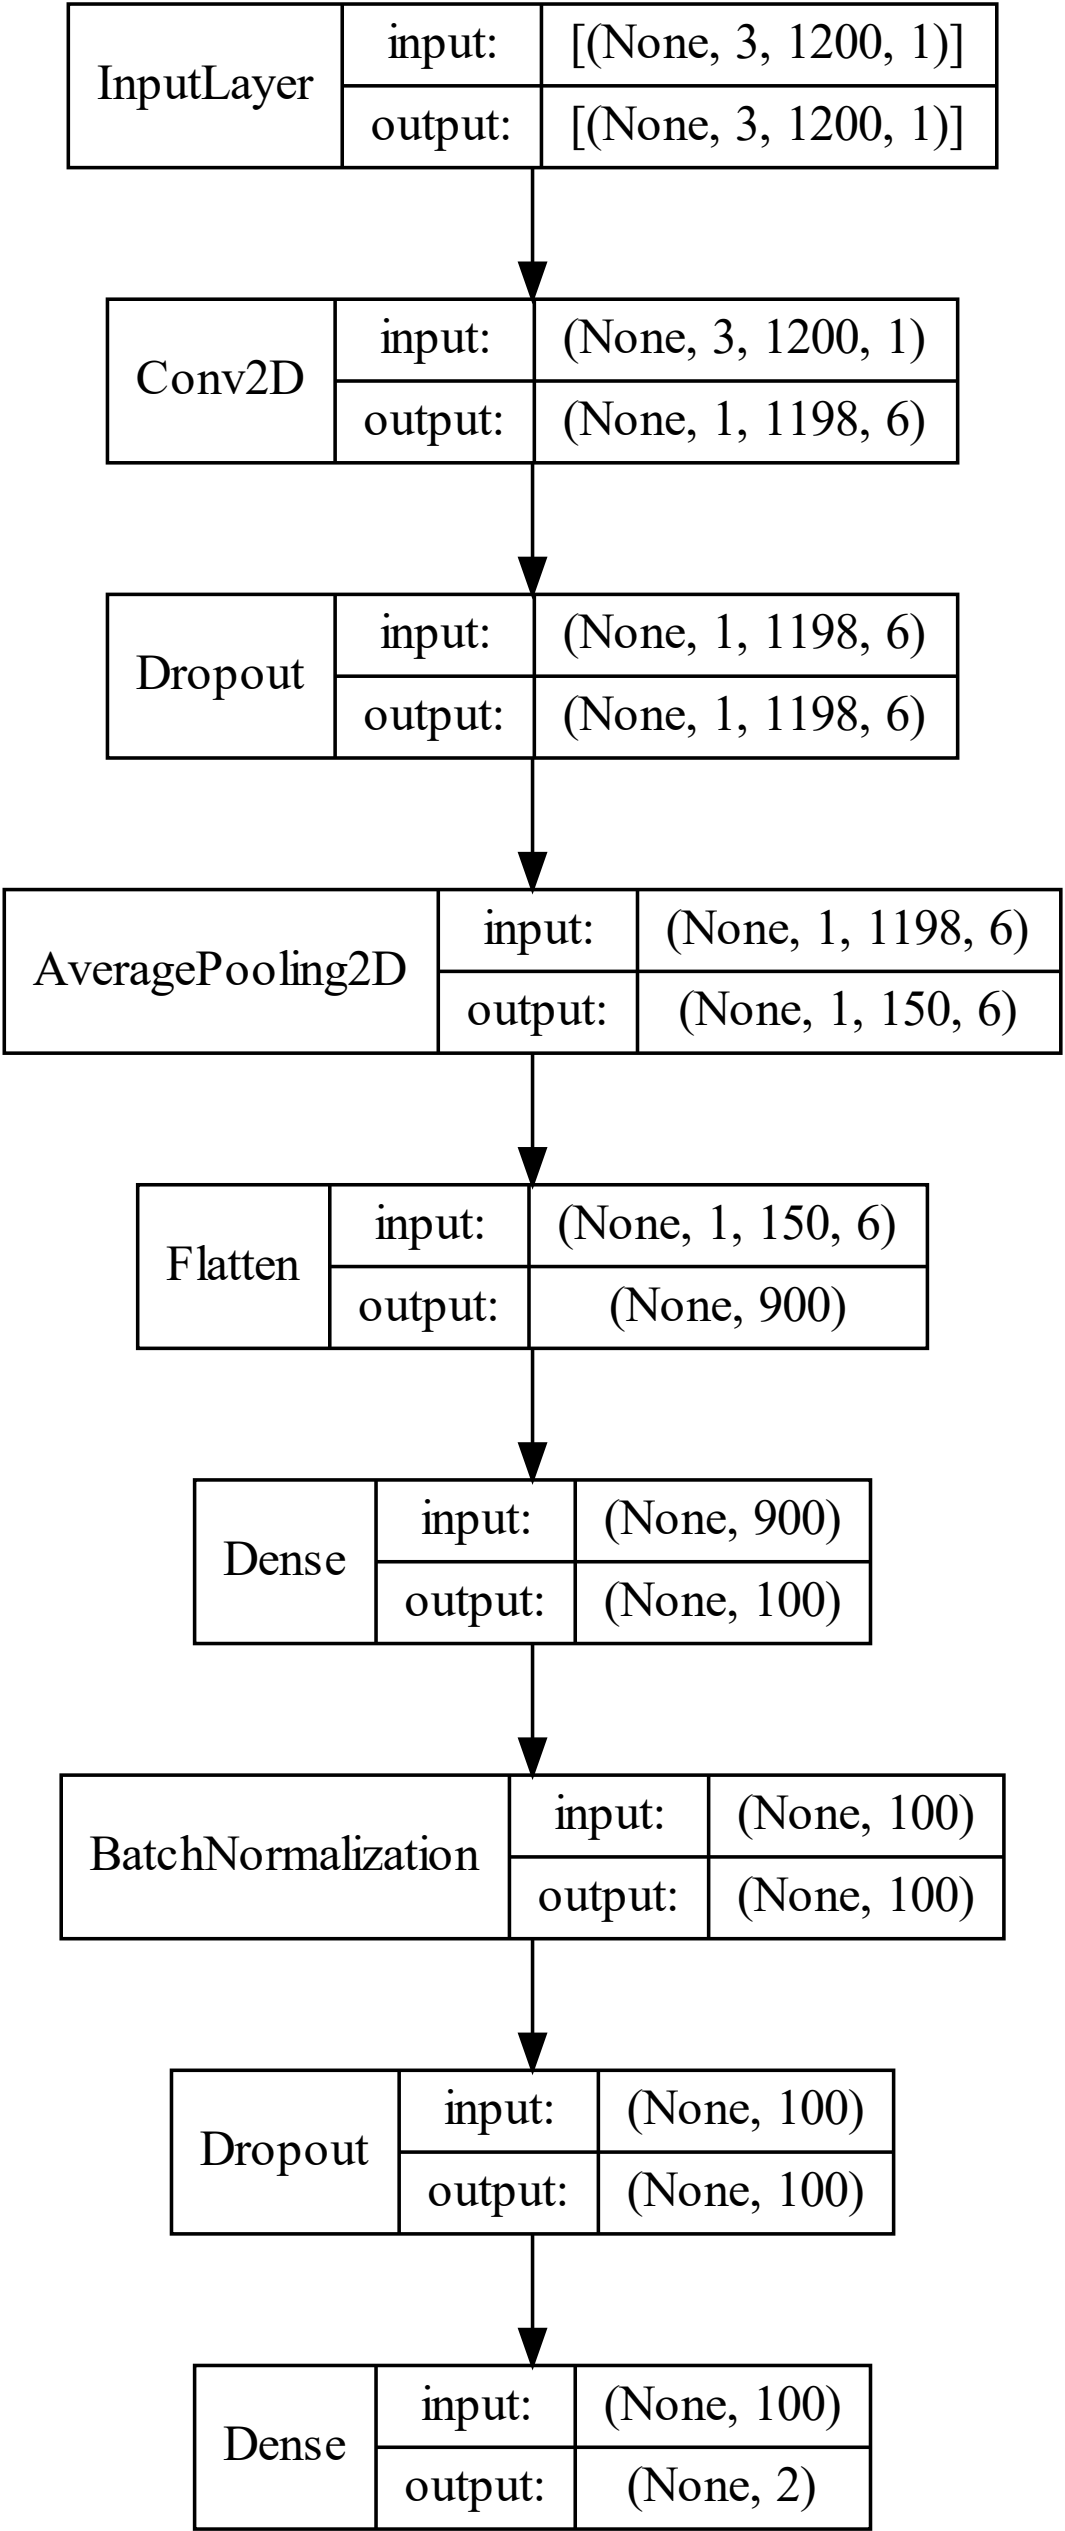 InputLayer
input:
[(None, 3, 1200, 1)]
output:
[(None, 3, 1200, 1)]
Conv2D
input:
(None, 3, 1200, 1)
output:
(None, 1, 1198, 6)
Dropout
input:
(None, 1, 1198, 6)
output:
(None, 1, 1198, 6)
AveragePooling2D
input:
(None, 1, 1198, 6)
output:
(None, 1, 150, 6)
Flatten
input:
(None, 1, 150, 6)
output:
(None, 900)
Dense
input:
(None, 900)
output:
(None, 100)
BatchNormalization
input:
(None, 100)
output:
(None, 100)
Dropout
input:
(None, 100)
output:
(None, 100)
Dense
input:
(None, 100)
output:
(None, 2)